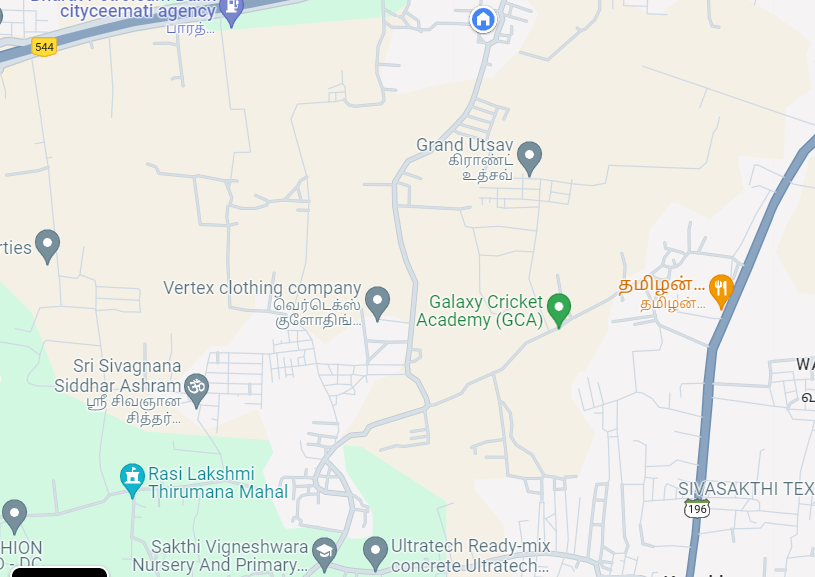 cityceemati agency
பாரத்...
544
Grand Utsav
கிராண்ட்
உத்சவ்
rties
Vertex clothing company
வெர்டெக்ஸ்
குளோதிங்...
தமிழன்...
தமிழன்...
Galaxy Cricket
Academy (GCA)
Sri Sivagnana
Siddhar Ashram
ஸ்ரீ சிவஞான
சித்தர்...
WA
Rasi Lakshmi
Thirumana Mahal
SIVASAKTHI TEX
196
HION
Sakthi Vigneshwara
Nursery And Primary...
Ultratech Ready-mix
concrete Ultratech...